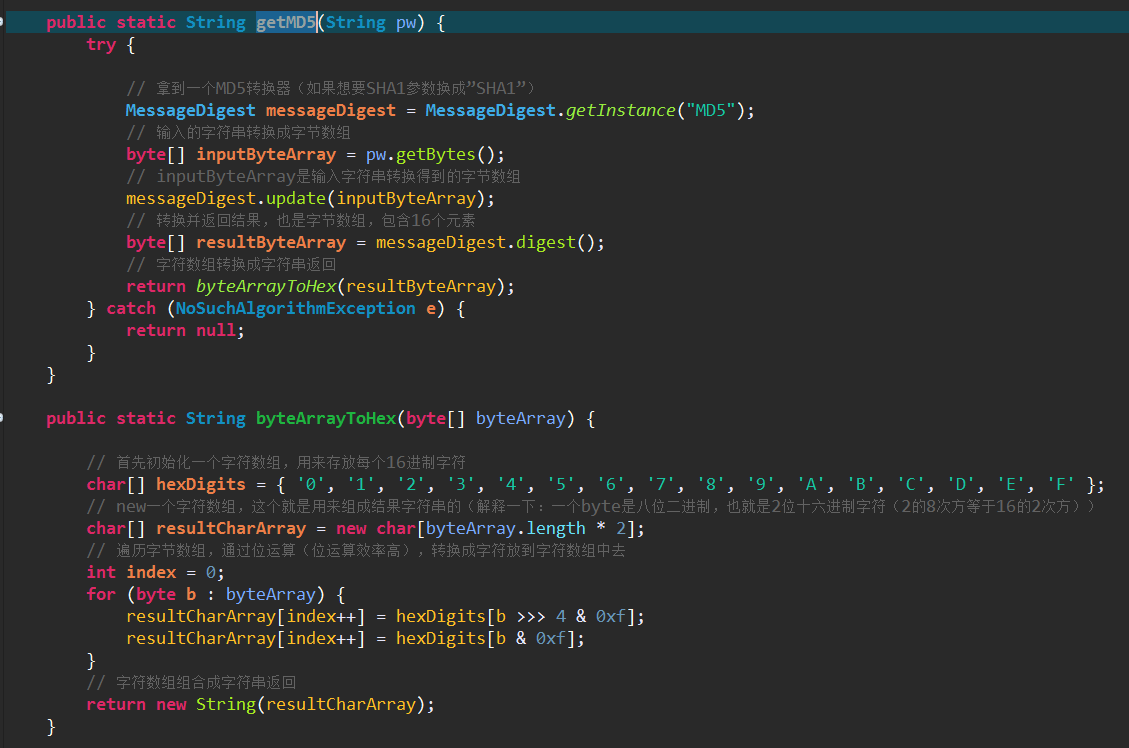 public static String getMD5(String pw) {
try {
// 拿到一个MD5转换器（如果想要SHA1参数换成”SHA1”）
MessageDigest messageDigest = MessageDigest.getInstance("MD5");
// 输入的字符串转换成字节数组
byte[] inputByteArray = pw.getBytes();
// inputByteArray是输入字符串转换得到的字节数组
messageDigest.update(inputByteArray);
// 转换并返回结果，也是字节数组，包含16个元素
byte[] resultByteArray = messageDigest.digest();
// 字符数组转换成字符串返回
return byteArrayToHex(resultByteArray);
} catch (NoSuchAlgorithmException e) {
return null;
}
}
public static String byteArrayToHex(byte[] byteArray) {
// 首先初始化一个字符数组，用来存放每个16进制字符
char[] hexDigits = { '0', '1', '2', '3', '4', '5', '6', '7', '8', '9', 'A', 'B', 'C', 'D', 'E', 'F' };
// new一个字符数组，这个就是用来组成结果字符串的（解释一下：一个byte是八位二进制，也就是2位十六进制字符（2的8次方等于16的2次方））
char[] resultCharArray = new char[byteArray.length * 2];
// 遍历字节数组，通过位运算（位运算效率高），转换成字符放到字符数组中去
int index = 0;
for (byte b : byteArray) {
resultCharArray[index++] = hexDigits[b >>> 4 & 0xf];
resultCharArray[index++] = hexDigits[b & 0xf];
}
// 字符数组组合成字符串返回
return new String(resultCharArray);
}